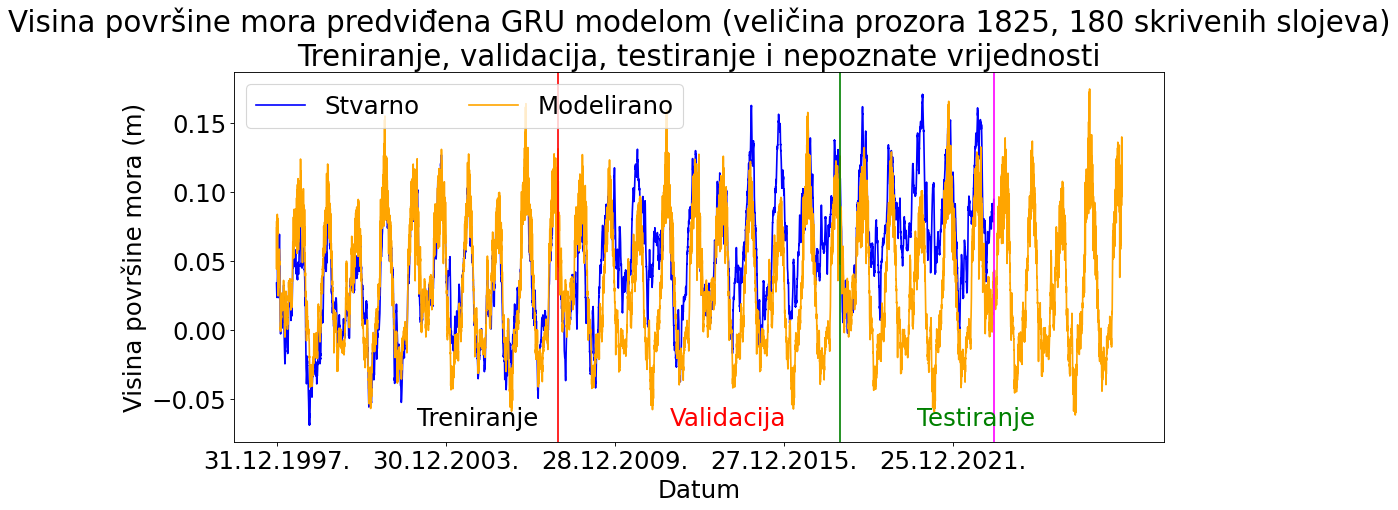 Visina površine mora predviđena GRU modelom (veličina prozora 1825, 180 skrivenih slojeva)
Treniranje, validacija, testiranje i nepoznate vrijednosti
Stvarno
Modelirano
Visina površine mora (m)
0.15
0.10
0.05
0.00
−0.05
Treniranje
Validacija
Testiranje
31.12.1997.
30.12.2003.
28.12.2009.
27.12.2015.
25.12.2021.
Datum